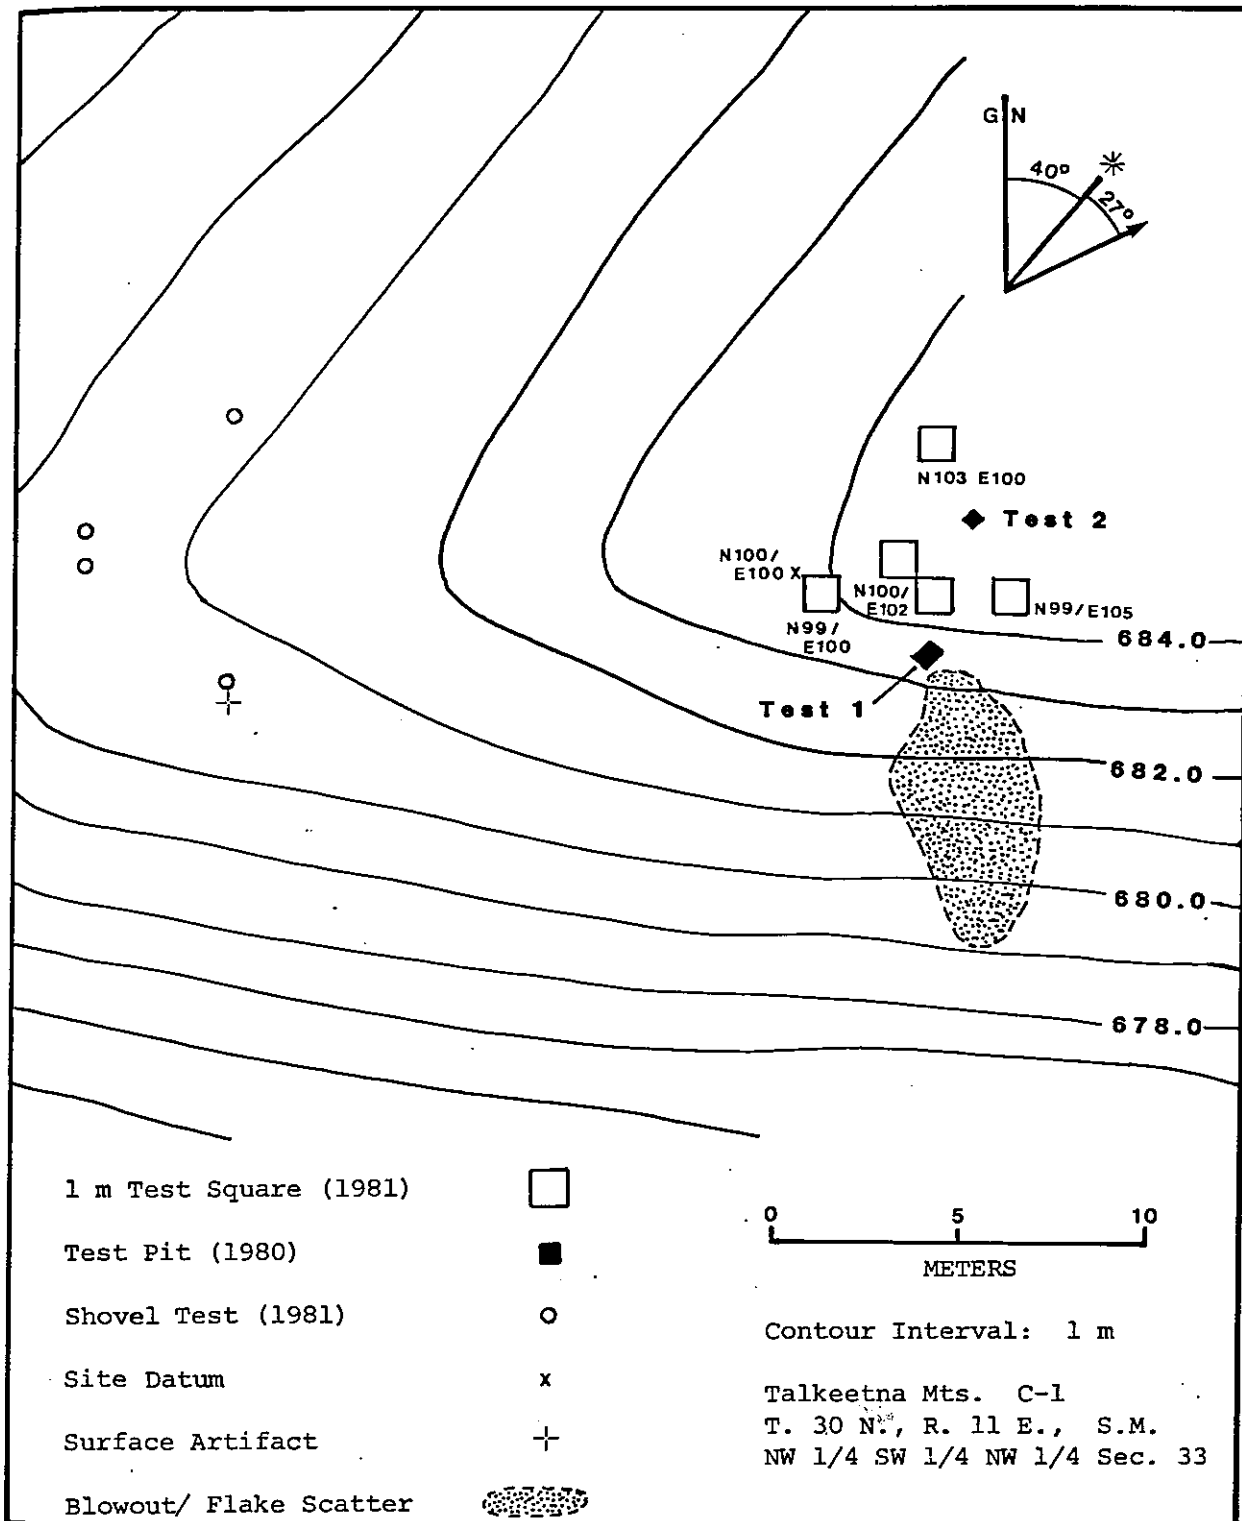 G N
40°
27°
N103 E100
Test 2
N100/
E100 x
N100/
E102
N99/E105
N99/
E100
684.0
Test 1
682.0
680.0
678.0
1 m Test Square (1981)
Test Pit (1980)
Shovel Test (1981)
Site Datum x
Surface Artifact
Blowout/ Flake Scatter
0 5 10
METERS
Contour Interval: 1 m
Talkeetna Mts. C-1
T. 30 N., R. 11 E., S.M.
NW 1/4 SW 1/4 NW 1/4 Sec. 33